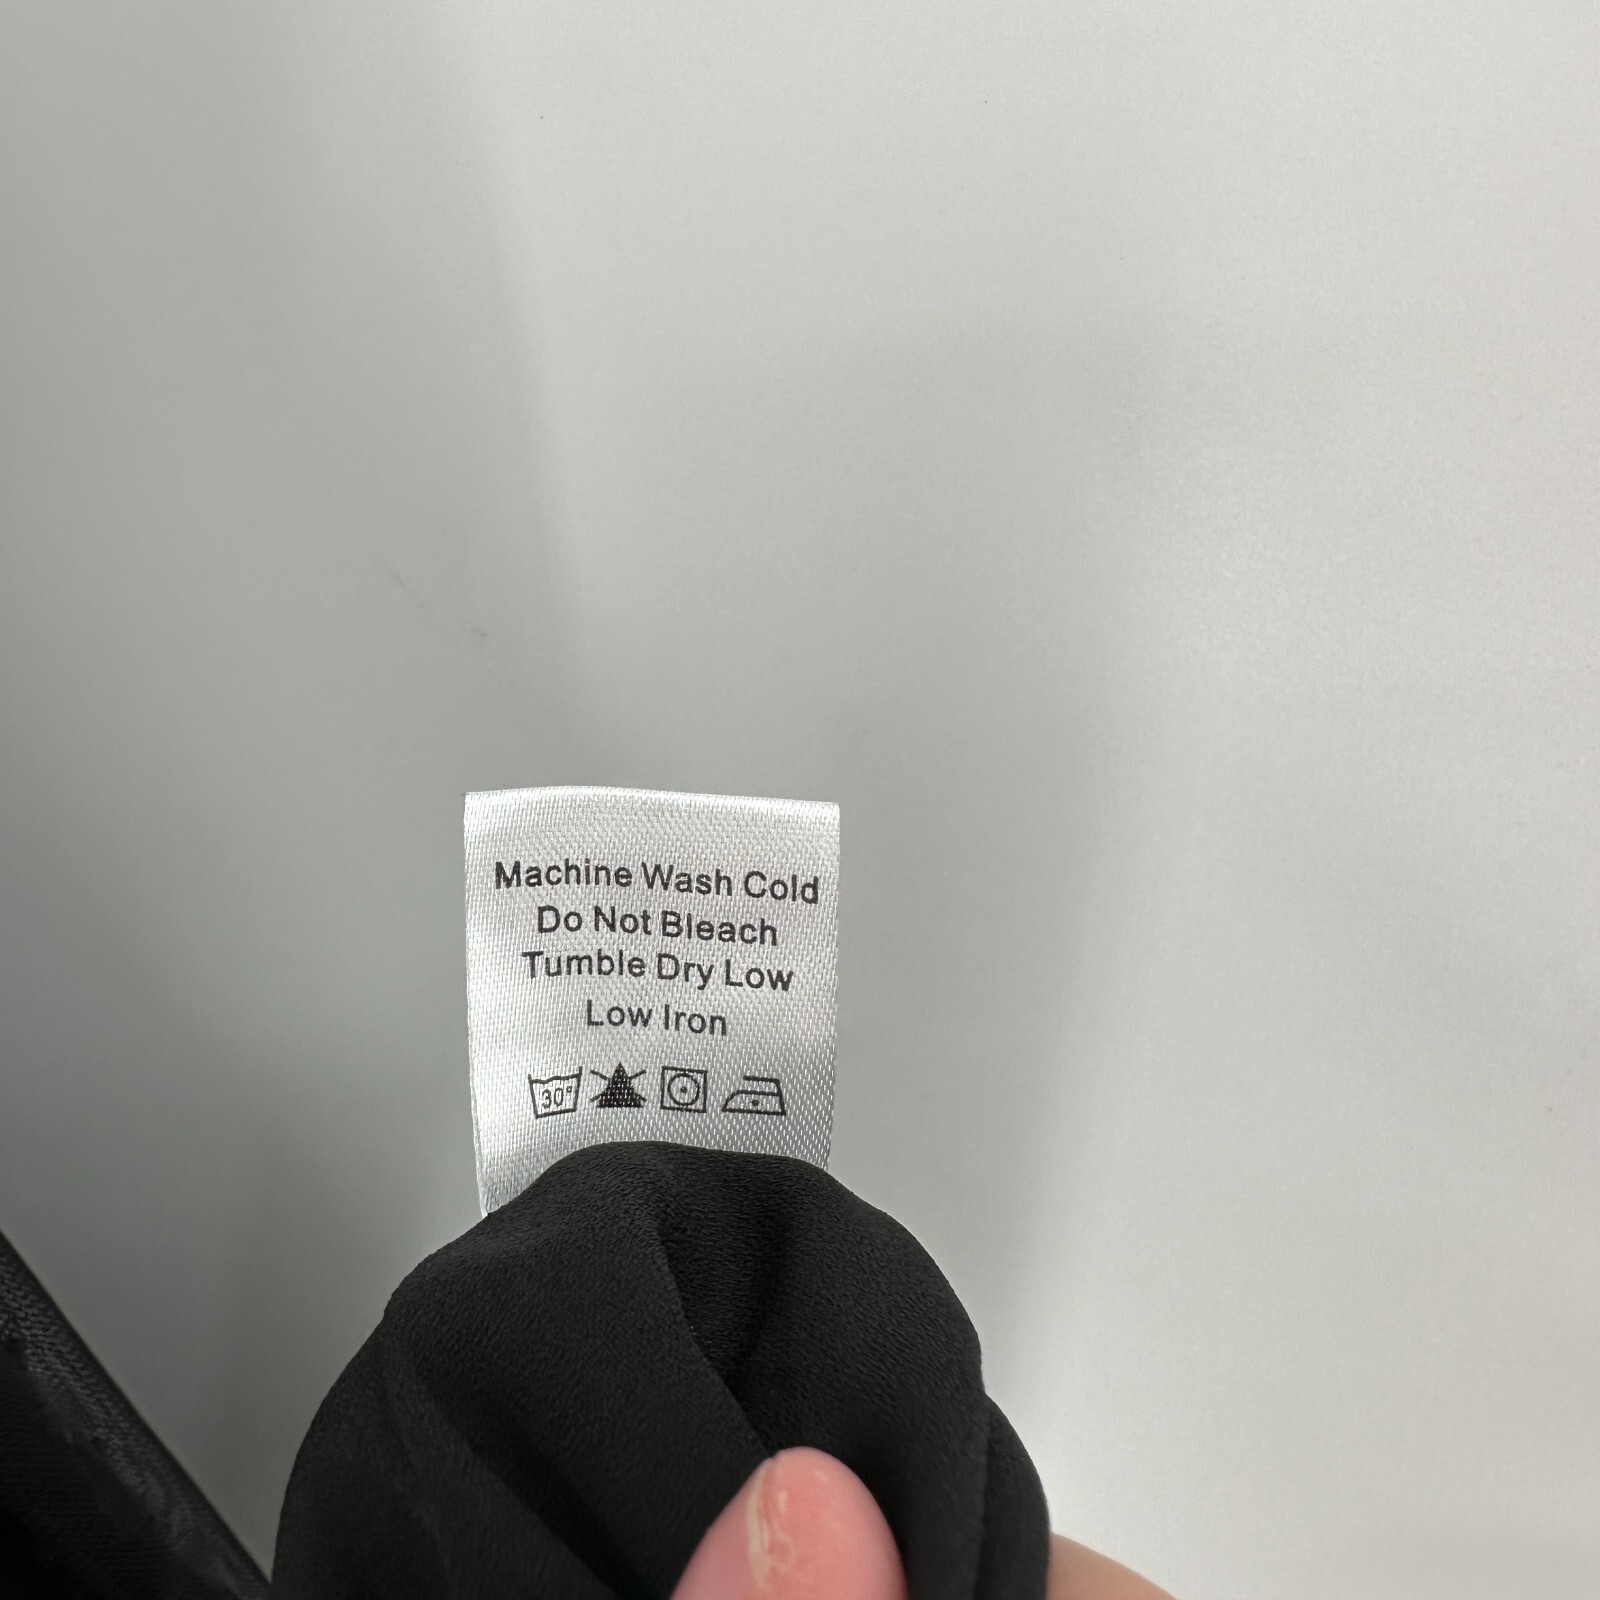 Machine Wash Cold
Do Not Bleach
Tumble Dry Low
Low Iron
30°